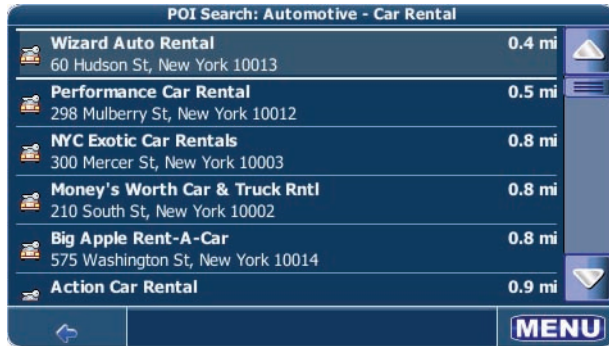 POI Search: Automotive - Car Rental
Wizard Auto Rental 0.4 mi
60 Hudson St, New York 10013
Performance Car Rental 0.5 mi
298 Mulberry St, New York 10012
NYC Exotic Car Rentals 0.8 mi
300 Mercer St, New York 10003
Money's Worth Car & Truck Rntl 0.8 mi
210 South St, New York 10002
Big Apple Rent-A-Car 0.8 mi
575 Washington St, New York 10014
Action Car Rental 0.9 mi
MENU